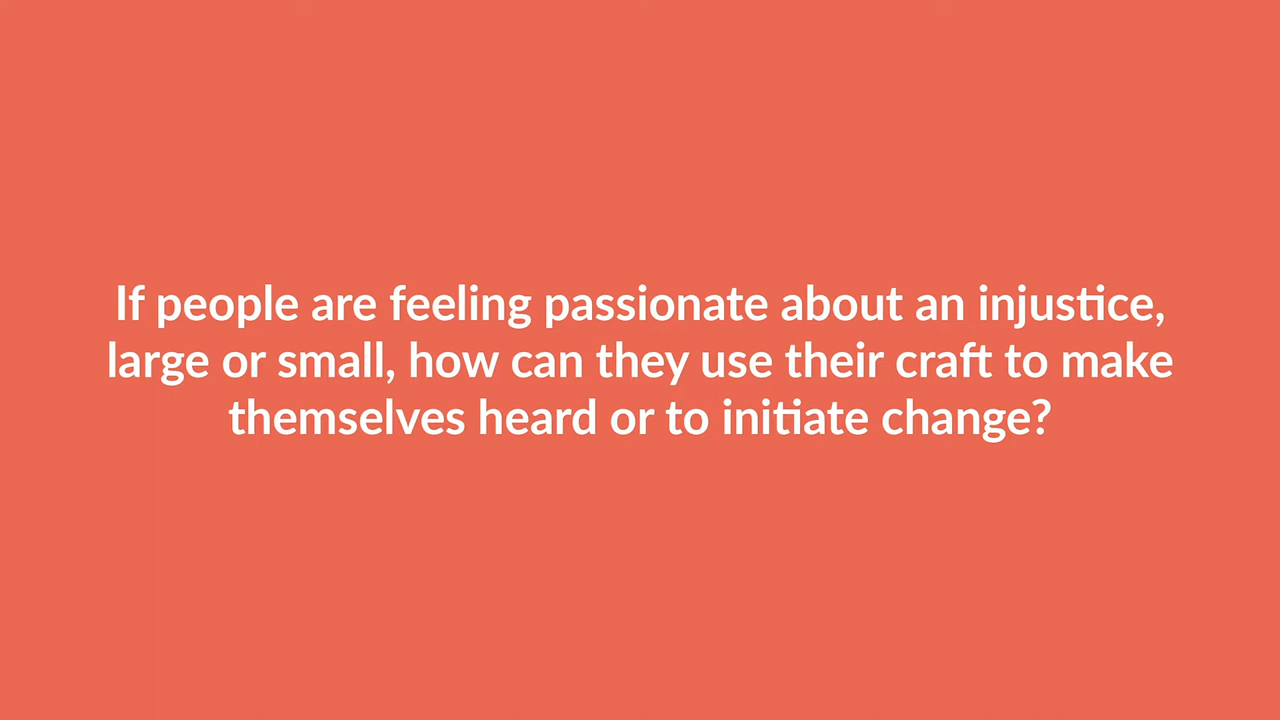 If people are feeling passionate about an injustice,
large or small, how can they use their craft to make
themselves heard or to initiate change?